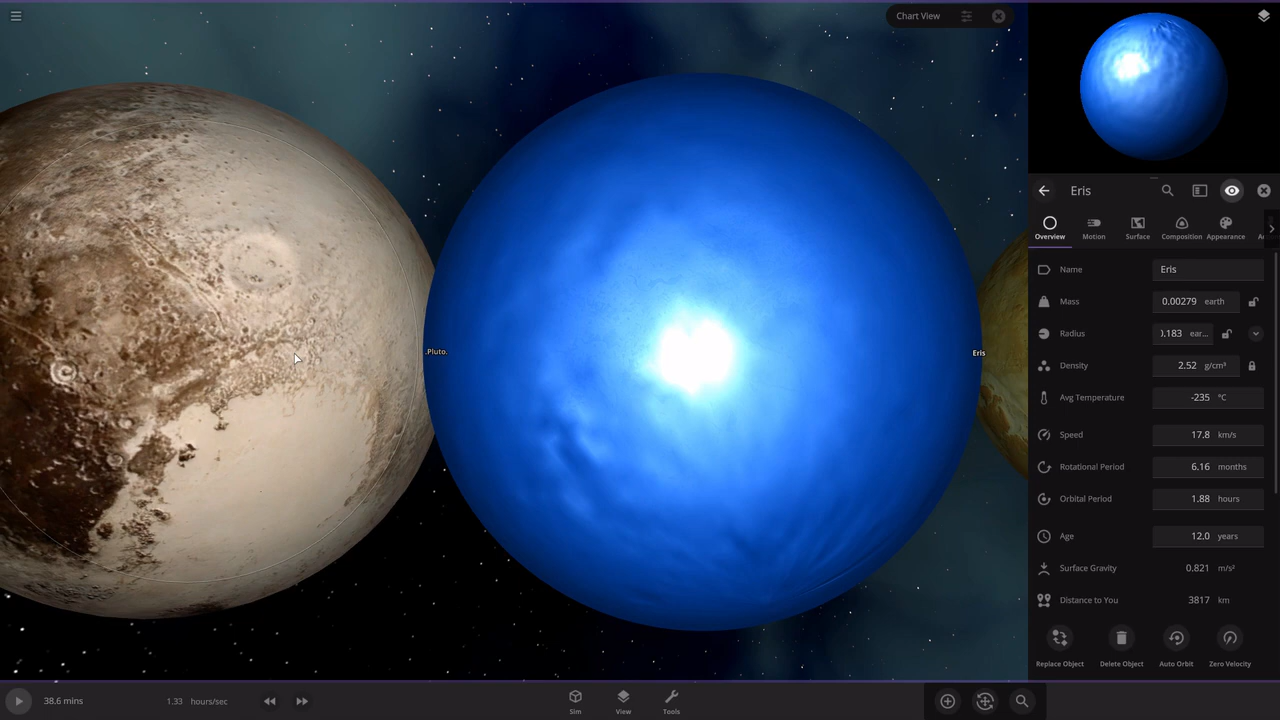 Chart View
.Pluto.
Eris
Eris
Overview Motion Surface Composition Appearance
Name Eris
Mass 0.00279 earth
Radius ).183 ear...
Density 2.52 g/cm³
Avg Temperature -235 °C
Speed 17.8 km/s
Rotational Period 6.16 months
Orbital Period 1.88 hours
Age 12.0 years
Surface Gravity 0.821 m/s²
Distance to You 3817 km
Replace Object Delete Object Auto Orbit Zero Velocity
38.6 mins 1.33 hours/sec
Sim View Tools